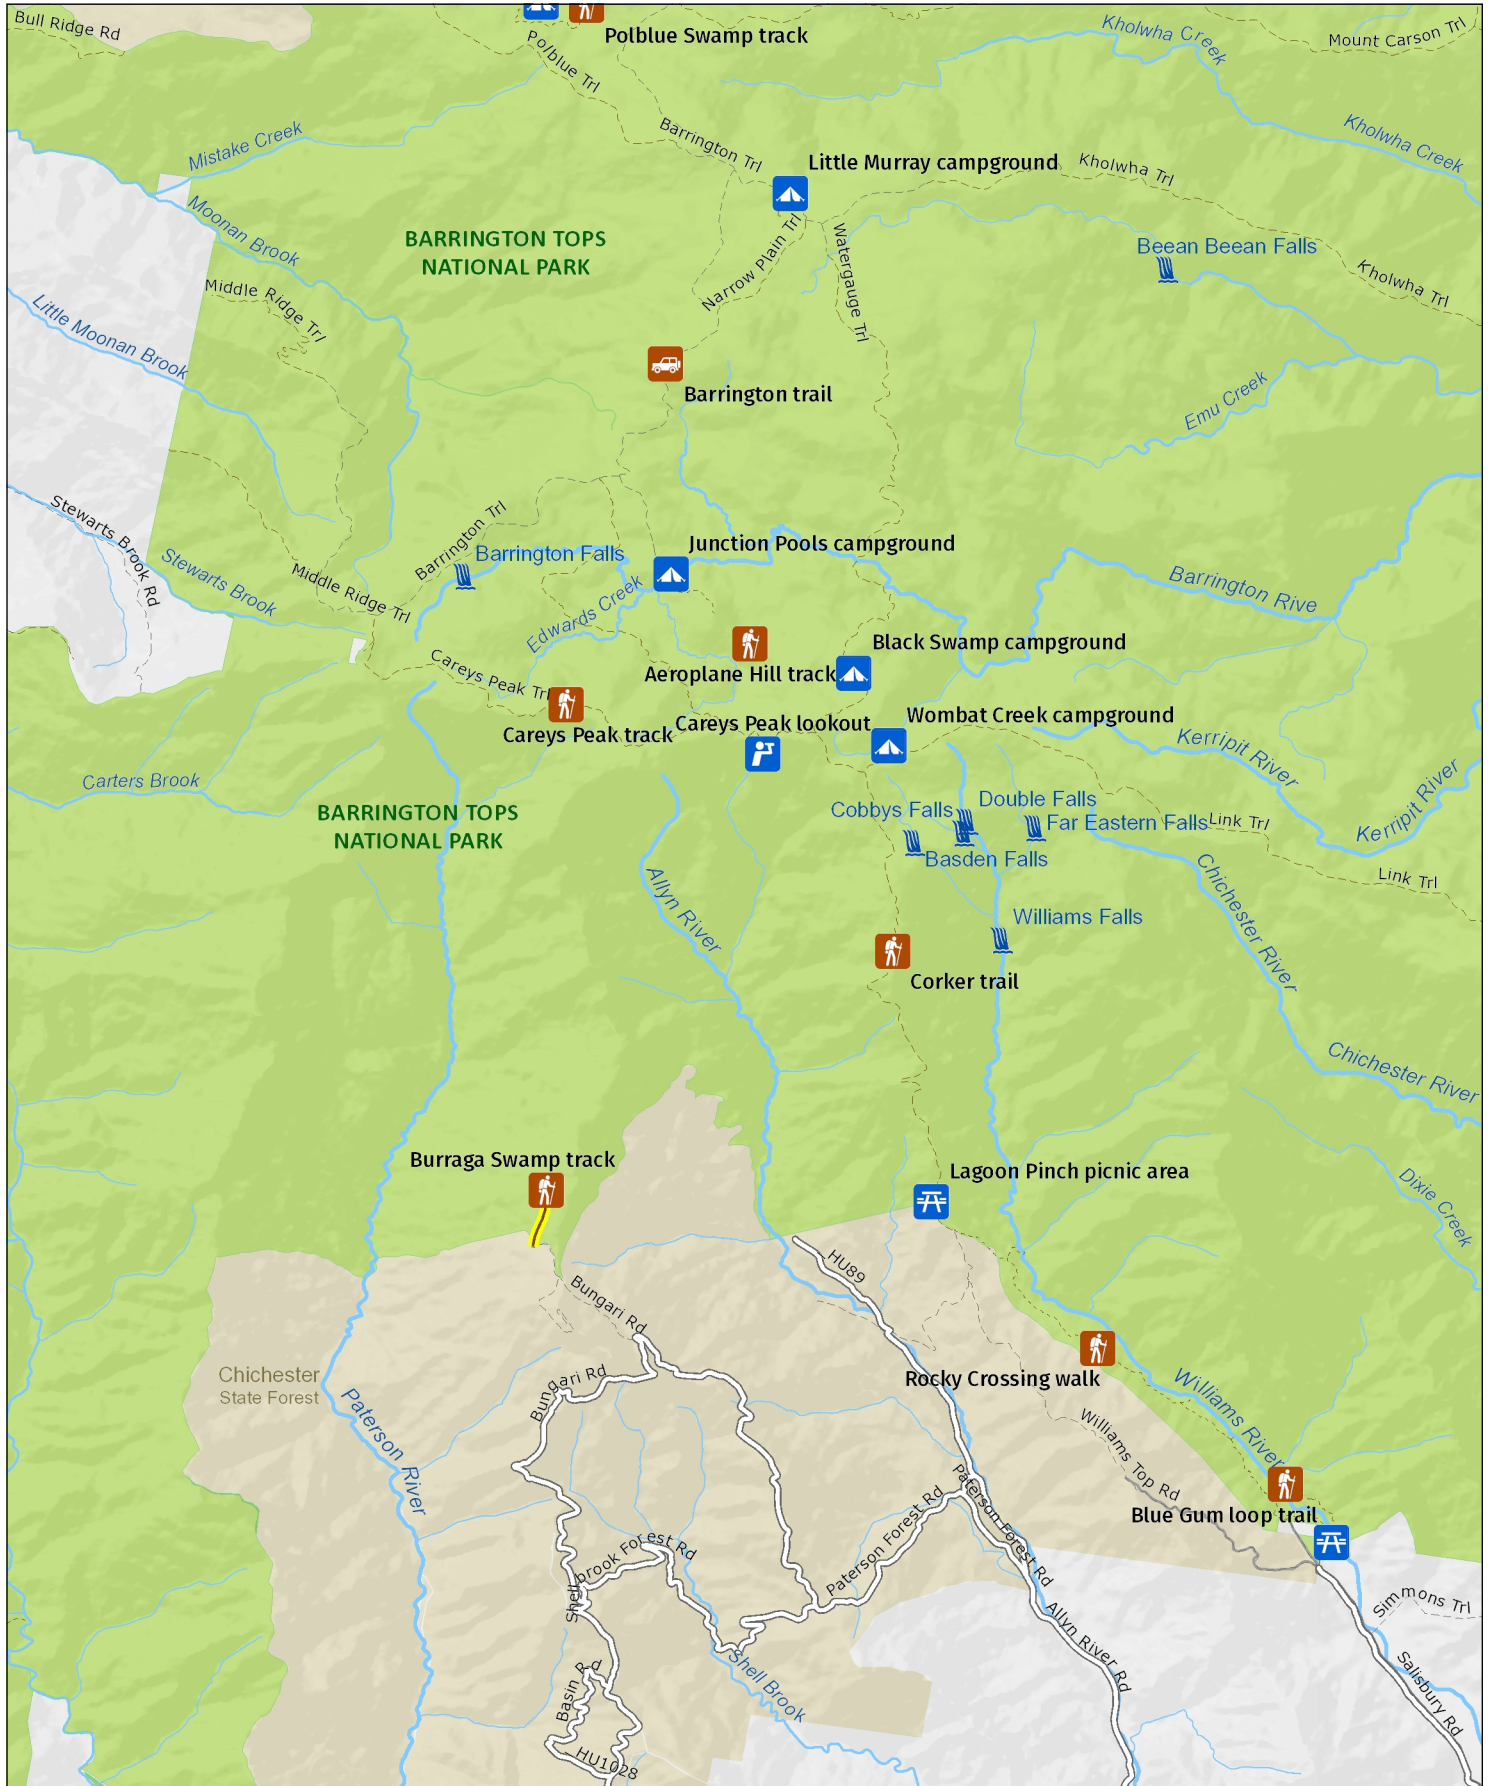 Bull Ridge Rd
Polblue Swamp track
Kholwha Creek
Mount Carson Trl
Polblue Trl
Mistake Creek
Barrington Trl
Kholwha Creek
Little Murray campground
Kholwha Trl
Moonan Brook
BARRINGTON TOPS
NATIONAL PARK
Narrow Plain Trl
Watergauge Trl
Beean Beean Falls
Kholwha Trl
Middle Ridge Trl
Little Moonan Brook
Barrington trail
Emu Creek
Stewarts Brook Rd
Stewarts Brook
Barrington Trl
Barrington Falls
Junction Pools campground
Middle Ridge Trl
Edwards Creek
Barrington Rive
Black Swamp campground
Aeroplane Hill track
Careys Peak Trl
Careys Peak track
Careys Peak lookout
Wombat Creek campground
Kerripit River
Kerripit River
Carters Brook
BARRINGTON TOPS
NATIONAL PARK
Cobbys Falls
Double Falls
Far Eastern Falls
Link Trl
Basden Falls
Link Trl
Allyn River
Chichester River
Williams Falls
Corker trail
Chichester River
Burraga Swamp track
Lagoon Pinch picnic area
Dixie Creek
HU89
Bungari Rd
Chichester
State Forest
Bungari Rd
Rocky Crossing walk
Paterson River
Williams River
Williams Top Rd
Paterson Forest Rd
Paterson Forest Rd
Blue Gum loop trail
Shellbrook Forest Rd
Simmons Trl
Allyn River Rd
Shell Brook
Salisbury Rd
Basin Rd
HU1028